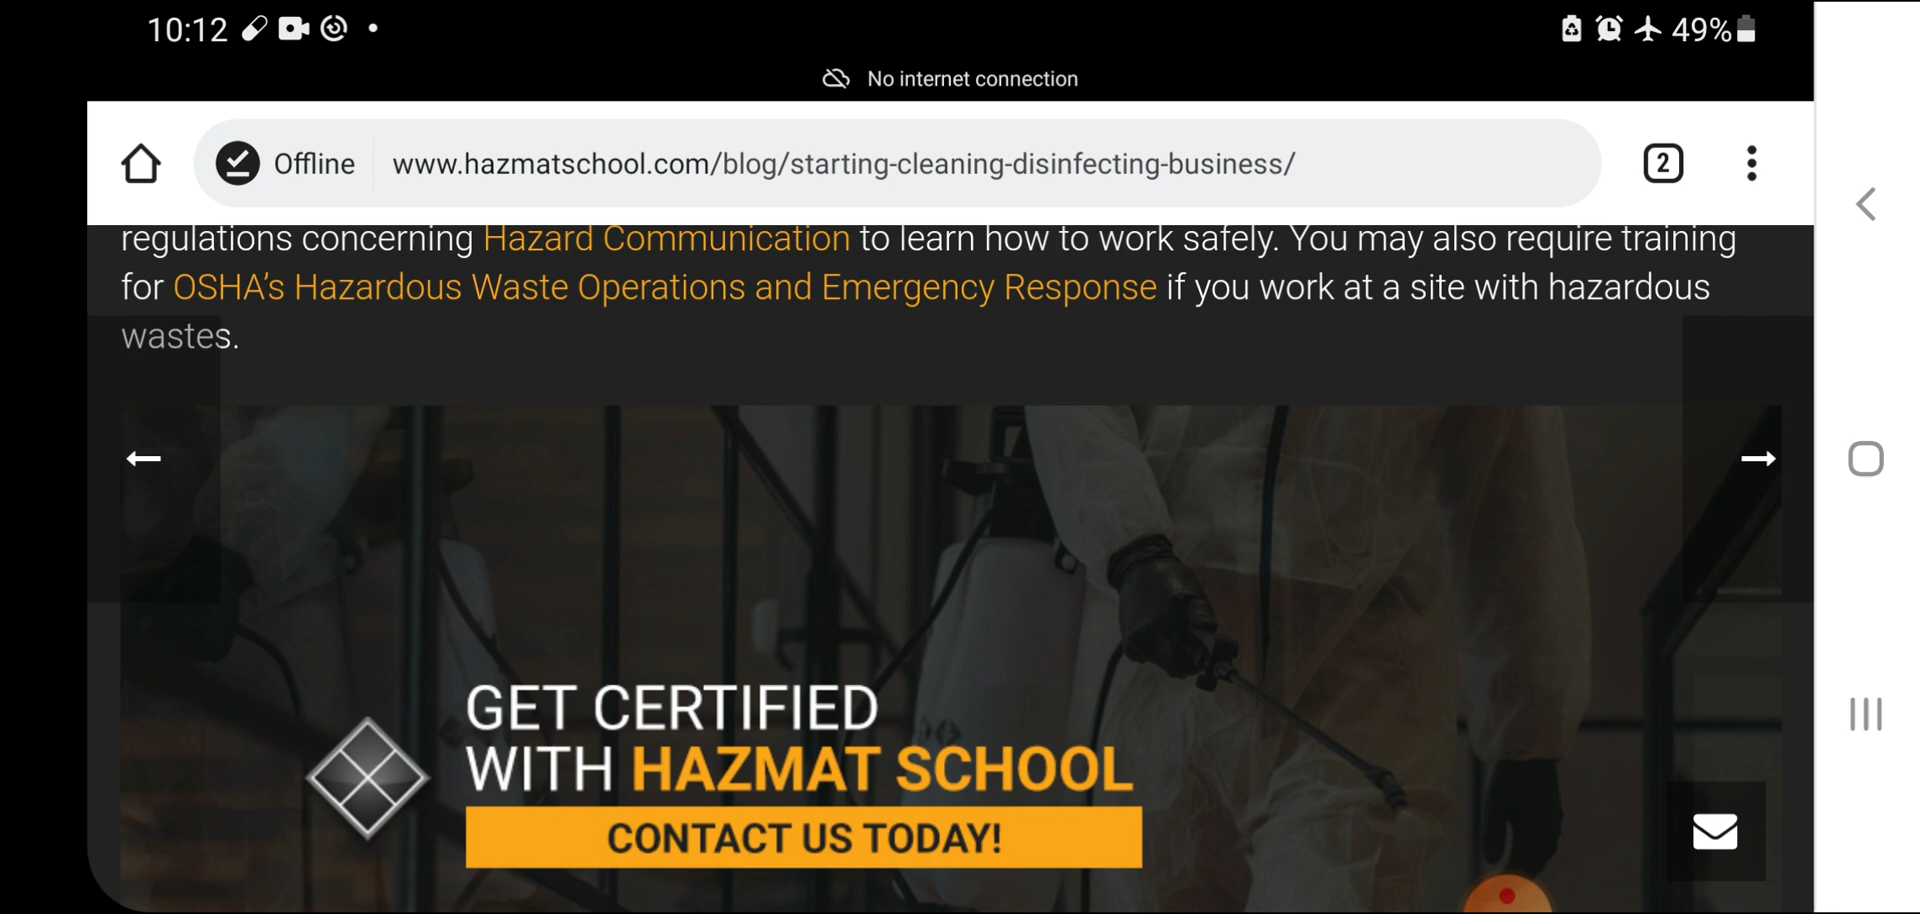 10:12
49%
No internet connection
Offline
www.hazmatschool.com/blog/starting-cleaning-disinfecting-business/
2
regulations concerning Hazard Communication to learn how to work safely. You may also require training
for OSHA’s Hazardous Waste Operations and Emergency Response if you work at a site with hazardous
wastes.
GET CERTIFIED
WITH HAZMAT SCHOOL
CONTACT US TODAY!